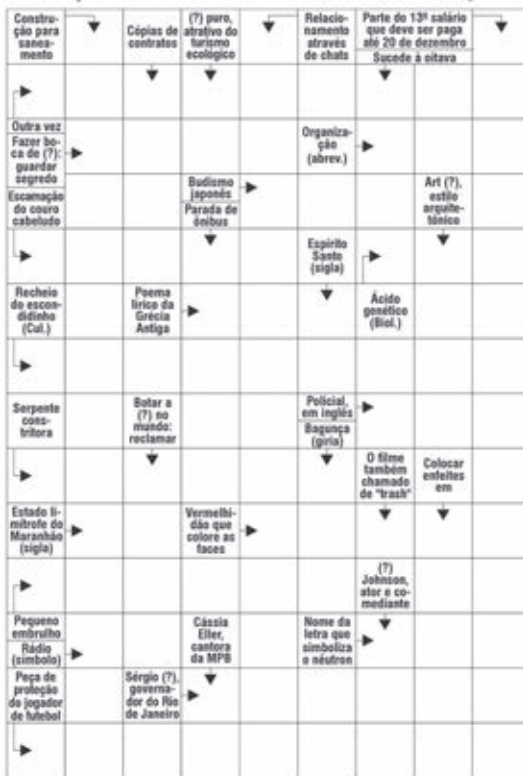 Constru-
ção para
sanea-
mento
Cópias de
contratos
(?) puro,
atrativo do
turismo
ecológico
Relacio-
namento
através
de chats
Parte do 13º salário
que deve ser paga
até 20 de dezembro
Sucede à oitava
Outra vez
Fazer bo-
ca de (?):
guardar
segredo
Organiza-
ção
(abrev.)
Escamação
do couro
cabeludo
Budismo
japonês
Parada de
ônibus
Art (?),
estilo
arquite-
tônico
Espírito
Santo
(sigla)
Recheio
do escon-
didinho
(Cul.)
Poema
lírico da
Grécia
Antiga
Ácido
genético
(Biol.)
Serpente
cons-
tritora
Botar a
(?) no
mundo:
reclamar
Policial,
em inglês
Bagunça
(gíria)
O filme
também
chamado
de "trash"
Colocar
enfeites
em
Estado li-
mítrofe do
Maranhão
(sigla)
Vermelhi-
dão que
colore as
faces
(?)
Johnson,
ator e co-
mediante
Pequeno
embrulho
Rádio
(símbolo)
Cássia
Eller,
cantora
da MPB
Nome da
letra que
simboliza
o nêutron
Peça de
proteção
do jogador
de futebol
Sérgio (?),
governa-
dor do Rio
de Janeiro